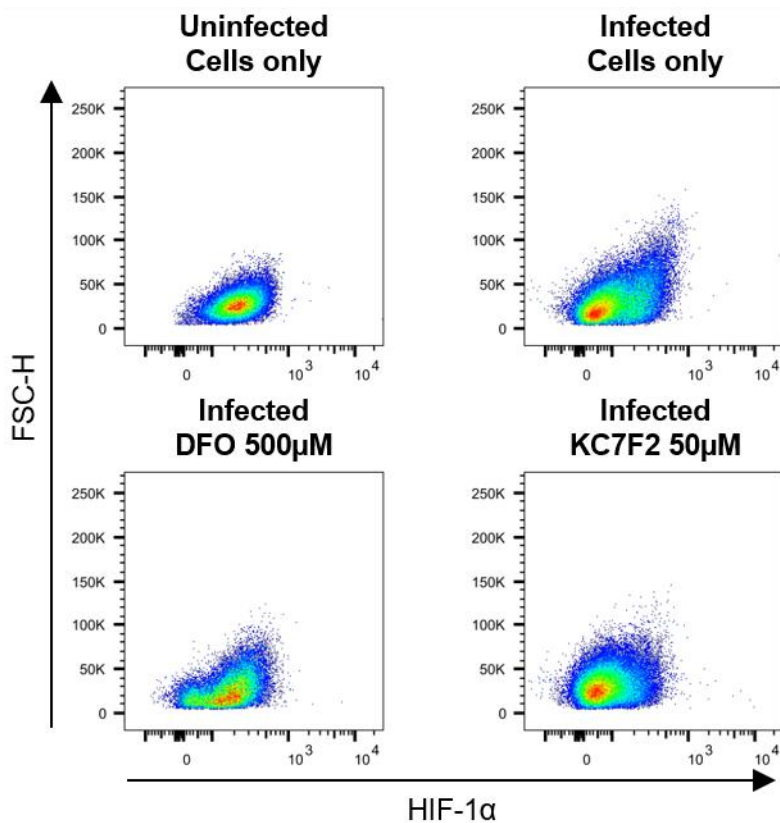 Uninfected
Cells only
Infected
Cells only
250K
200K
150K
100K
50K
0
0
10³
10⁴
250K
200K
150K
100K
50K
0
0
10³
10⁴
FSC-H
Infected
DFO 500µM
Infected
KC7F2 50µM
250K
200K
150K
100K
50K
0
0
10³
10⁴
250K
200K
150K
100K
50K
0
0
10³
10⁴
HIF-1α